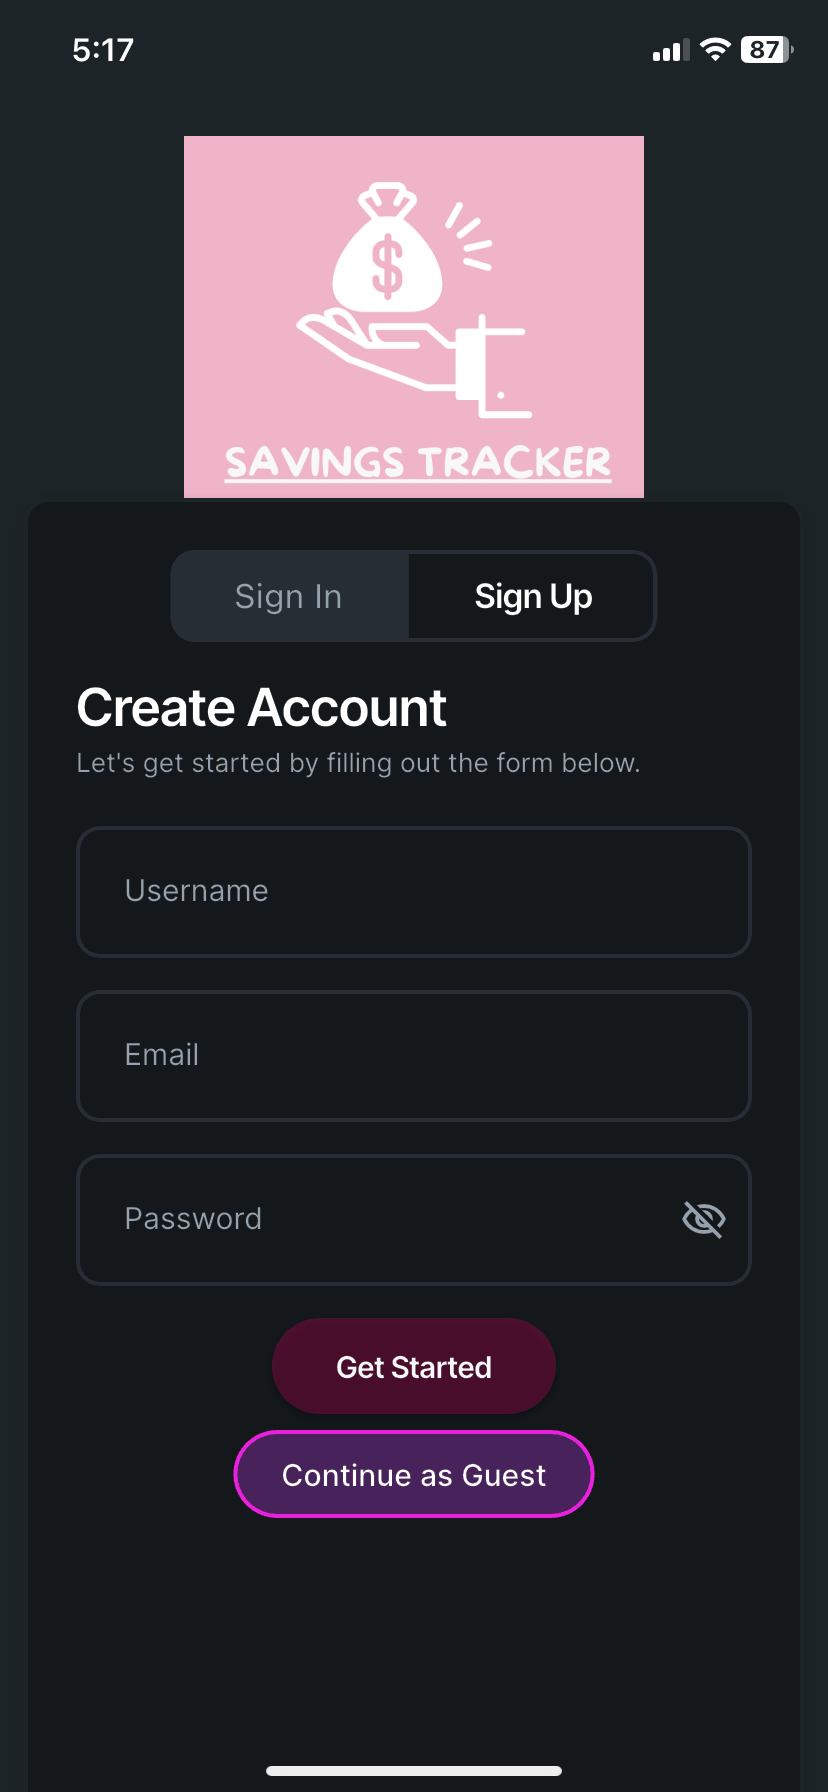 5:17
87
$
SAVINGS TRACKER
Sign In
Sign Up
Create Account
Let's get started by filling out the form below.
Username
Email
Password
Get Started
Continue as Guest